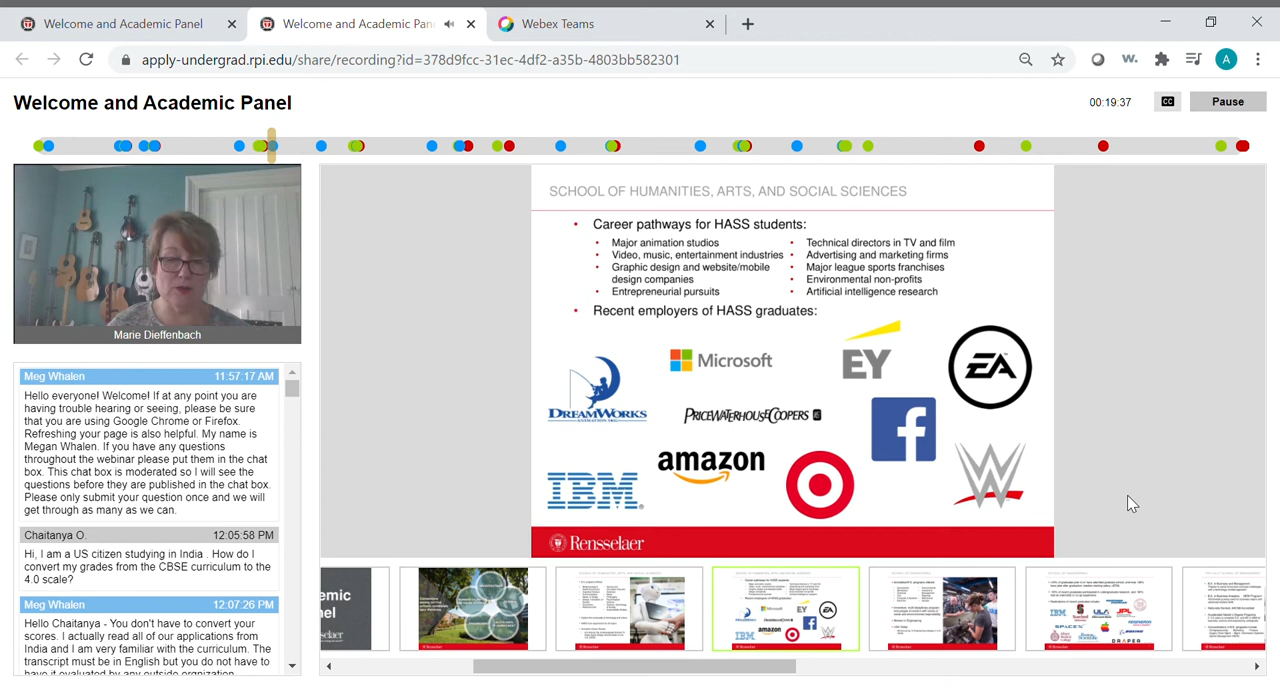 Welcome and Academic Panel
Welcome and Academic Pan
Webex Teams
apply-undergrad.rpi.edu/share/recording?id=378d9fcc-31ec-4df2-a35b-4803bb582301
w.
A
Welcome and Academic Panel
00:19:37
CC
Pause
Marie Dieffenbach
Meg Whalen 11:57:17 AM
Hello everyone! Welcome! If at any point you are
having trouble hearing or seeing, please be sure
that you are using Google Chrome or Firefox.
Refreshing your page is also helpful. My name is
Megan Whalen. If you have any questions
throughout the webinar please put them in the chat
box. This chat box is moderated so I will see the
questions before they are published in the chat box.
Please only submit your question once and we will
get through as many as we can.
Chaitanya O. 12:05:58 PM
Hi, I am a US citizen studying in India . How do I
convert my grades from the CBSE curriculum to the
4.0 scale?
Meg Whalen 12:07:26 PM
Hello Chaitanya - You dont have to convert your
scores. I actually read all of our applications from
India and I am very familiar with the curriculum. The
transcript must be in English but you do not have to
have it evaluated by any outside orgnization.
SCHOOL OF HUMANITIES, ARTS, AND SOCIAL SCIENCES
• Career pathways for HASS students:
• Major animation studios
• Video, music, entertainment industries
• Graphic design and website/mobile
design companies
• Entrepreneurial pursuits
• Technical directors in TV and film
• Advertising and marketing firms
• Major league sports franchises
• Environmental non-profits
• Artificial intelligence research
• Recent employers of HASS graduates:
DREAMWORKS
ANIMATION SKG
Microsoft
EY
EA
PRICEWATERHOUSECOOPERS
f
amazon
IBM
W
Rensselaer